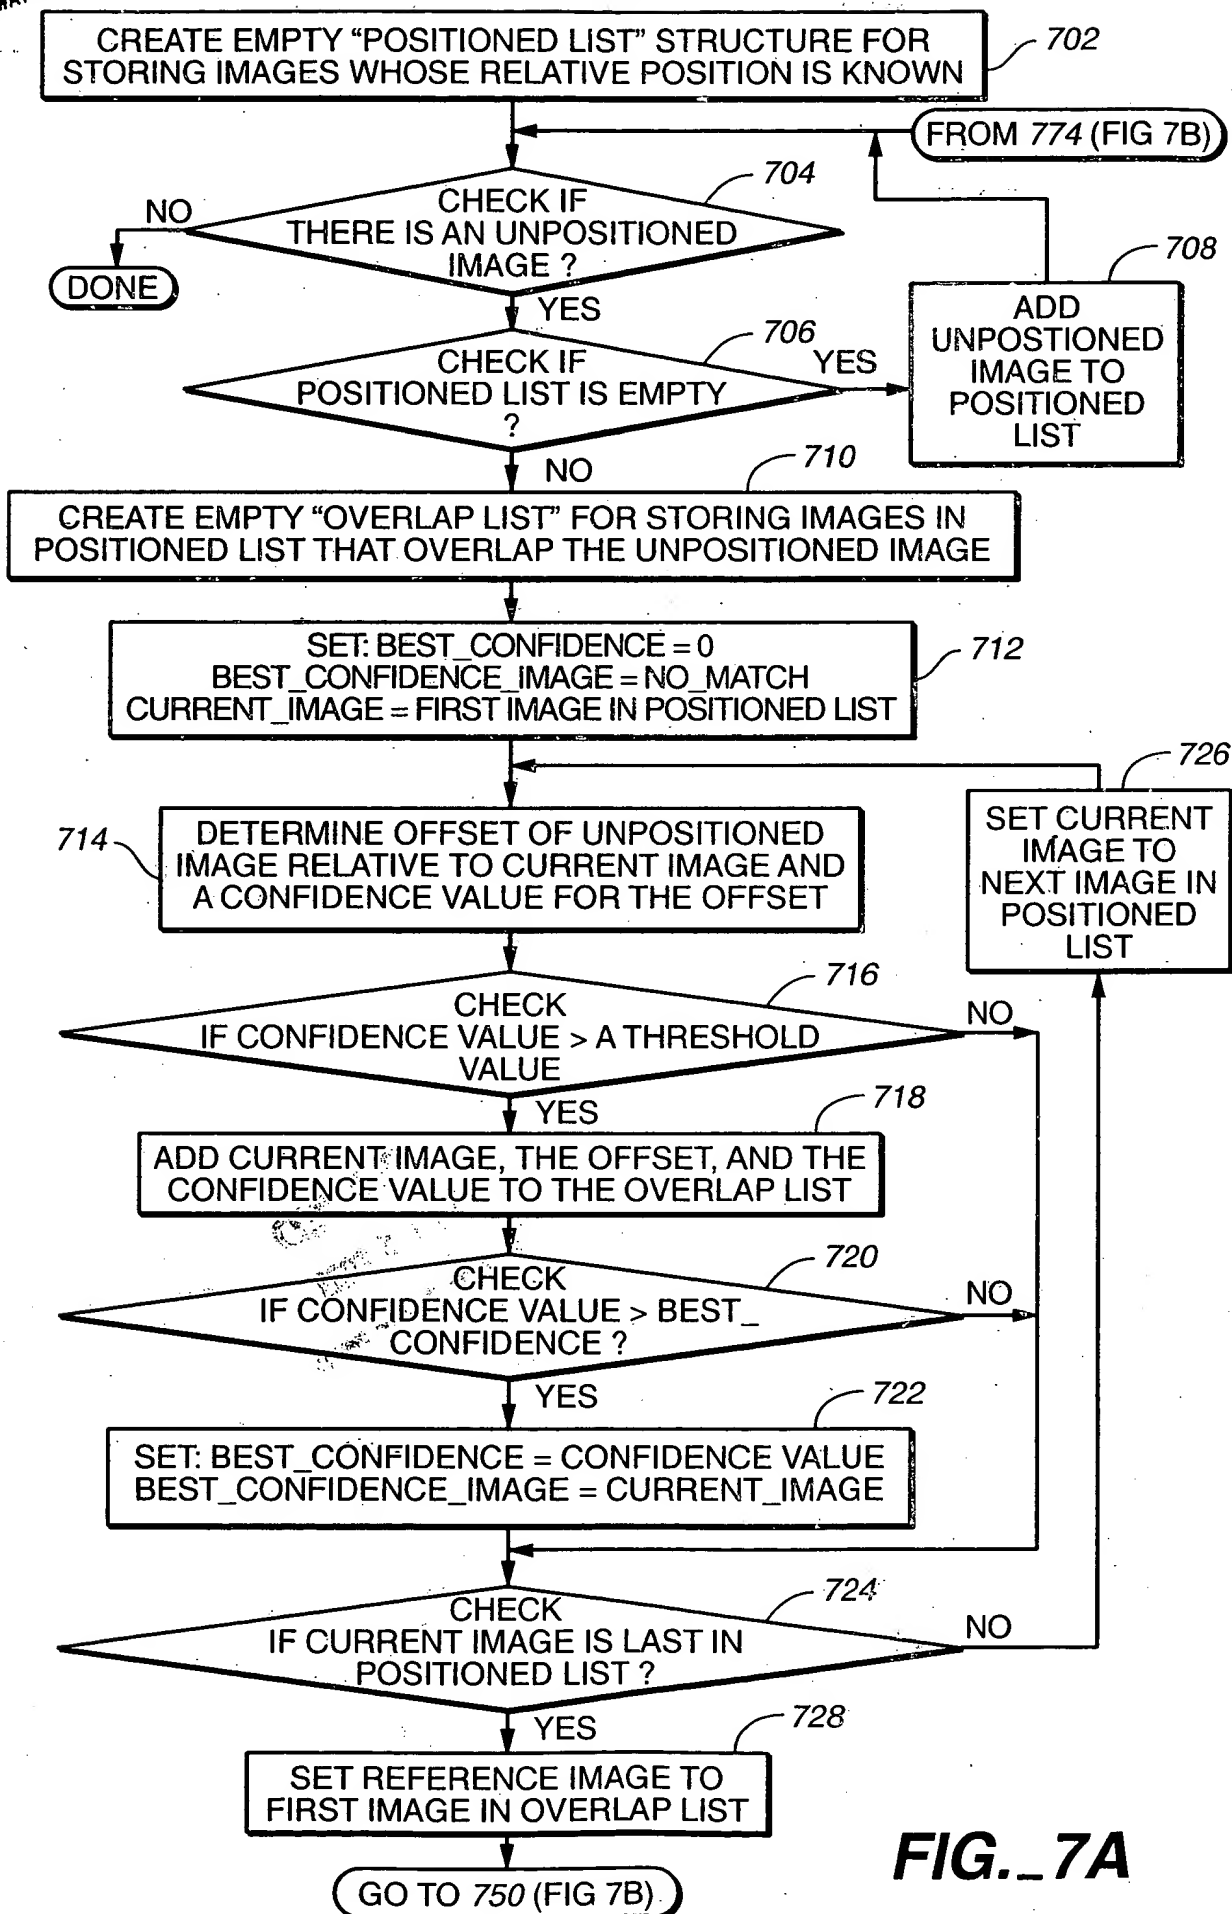 CREATE EMPTY “POSITIONED LIST” STRUCTURE FOR
STORING IMAGES WHOSE RELATIVE POSITION IS KNOWN
702
FROM 774 (FIG 7B)
704
CHECK IF
THERE IS AN UNPOSITIONED
IMAGE ?
NO
DONE
YES
708
ADD
UNPOSTIONED
IMAGE TO
POSITIONED
LIST
706
CHECK IF
POSITIONED LIST IS EMPTY
?
YES
NO
710
CREATE EMPTY “OVERLAP LIST” FOR STORING IMAGES IN
POSITIONED LIST THAT OVERLAP THE UNPOSITIONED IMAGE
SET: BEST_CONFIDENCE = 0
BEST_CONFIDENCE_IMAGE = NO_MATCH
CURRENT_IMAGE = FIRST IMAGE IN POSITIONED LIST
712
726
SET CURRENT
IMAGE TO
NEXT IMAGE IN
POSITIONED
LIST
714
DETERMINE OFFSET OF UNPOSITIONED
IMAGE RELATIVE TO CURRENT IMAGE AND
A CONFIDENCE VALUE FOR THE OFFSET
716
CHECK
IF CONFIDENCE VALUE > A THRESHOLD
VALUE
NO
YES
718
ADD CURRENT IMAGE, THE OFFSET, AND THE
CONFIDENCE VALUE TO THE OVERLAP LIST
720
CHECK
IF CONFIDENCE VALUE > BEST_
CONFIDENCE ?
NO
YES
722
SET: BEST_CONFIDENCE = CONFIDENCE VALUE
BEST_CONFIDENCE_IMAGE = CURRENT_IMAGE
724
CHECK
IF CURRENT IMAGE IS LAST IN
POSITIONED LIST ?
NO
YES
728
SET REFERENCE IMAGE TO
FIRST IMAGE IN OVERLAP LIST
GO TO 750 (FIG 7B)
FIG._7A